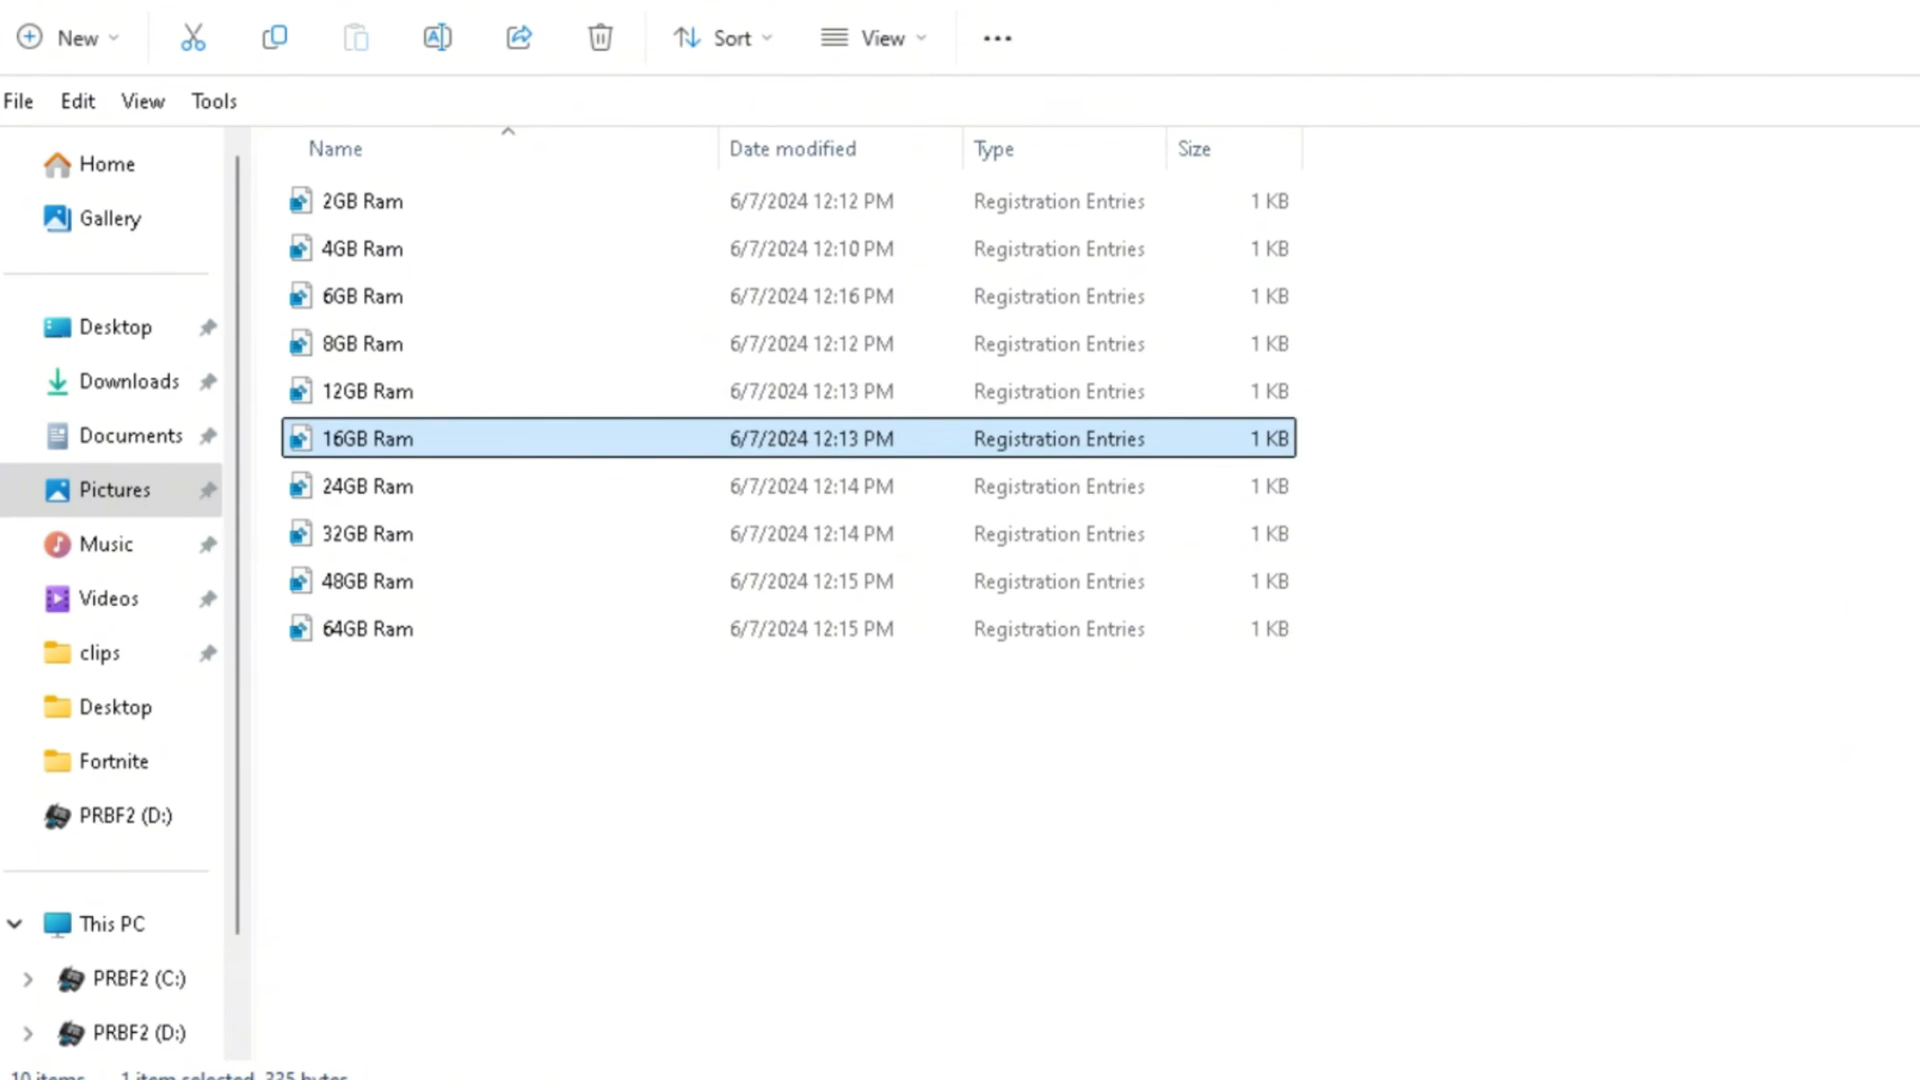 New
Sort
View
File Edit View Tools
Name Date modified Type Size
Home
Gallery
Desktop
Downloads
Documents
Pictures
Music
Videos
clips
Desktop
Fortnite
PRBF2 (D:)
This PC
PRBF2 (C:)
PRBF2 (D:)
2GB Ram 6/7/2024 12:12 PM Registration Entries 1 KB
4GB Ram 6/7/2024 12:10 PM Registration Entries 1 KB
6GB Ram 6/7/2024 12:16 PM Registration Entries 1 KB
8GB Ram 6/7/2024 12:12 PM Registration Entries 1 KB
12GB Ram 6/7/2024 12:13 PM Registration Entries 1 KB
16GB Ram 6/7/2024 12:13 PM Registration Entries 1 KB
24GB Ram 6/7/2024 12:14 PM Registration Entries 1 KB
32GB Ram 6/7/2024 12:14 PM Registration Entries 1 KB
48GB Ram 6/7/2024 12:15 PM Registration Entries 1 KB
64GB Ram 6/7/2024 12:15 PM Registration Entries 1 KB
10 items 1 item selected 335 bytes